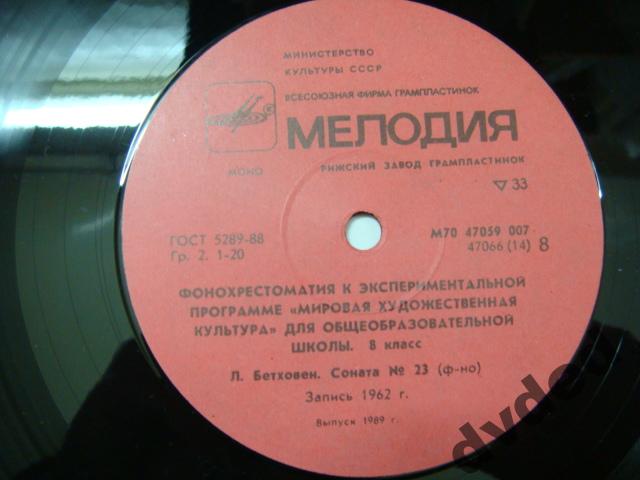 МИНИСТЕРСТВО
КУЛЬТУРЫ СССР
ВСЕСОЮЗНАЯ ФИРМА ГРАМПЛАСТИНОК
МЕЛОДИЯ
МОНО
РИЖСКИЙ ЗАВОД ГРАМПЛАСТИНОК
▽ 33
ГОСТ 5289-88
Гр. 2. 1-20
М70 47059 007
47066 (14) 8
ФОНОХРЕСТОМАТИЯ К ЭКСПЕРИМЕНТАЛЬНОЙ
ПРОГРАММЕ «МИРОВАЯ ХУДОЖЕСТВЕННАЯ
КУЛЬТУРА» ДЛЯ ОБЩЕОБРАЗОВАТЕЛЬНОЙ
ШКОЛЫ. 8 класс
Л. Бетховен. Соната № 23 (ф-но)
Запись 1962 г.
Выпуск 1989 г.